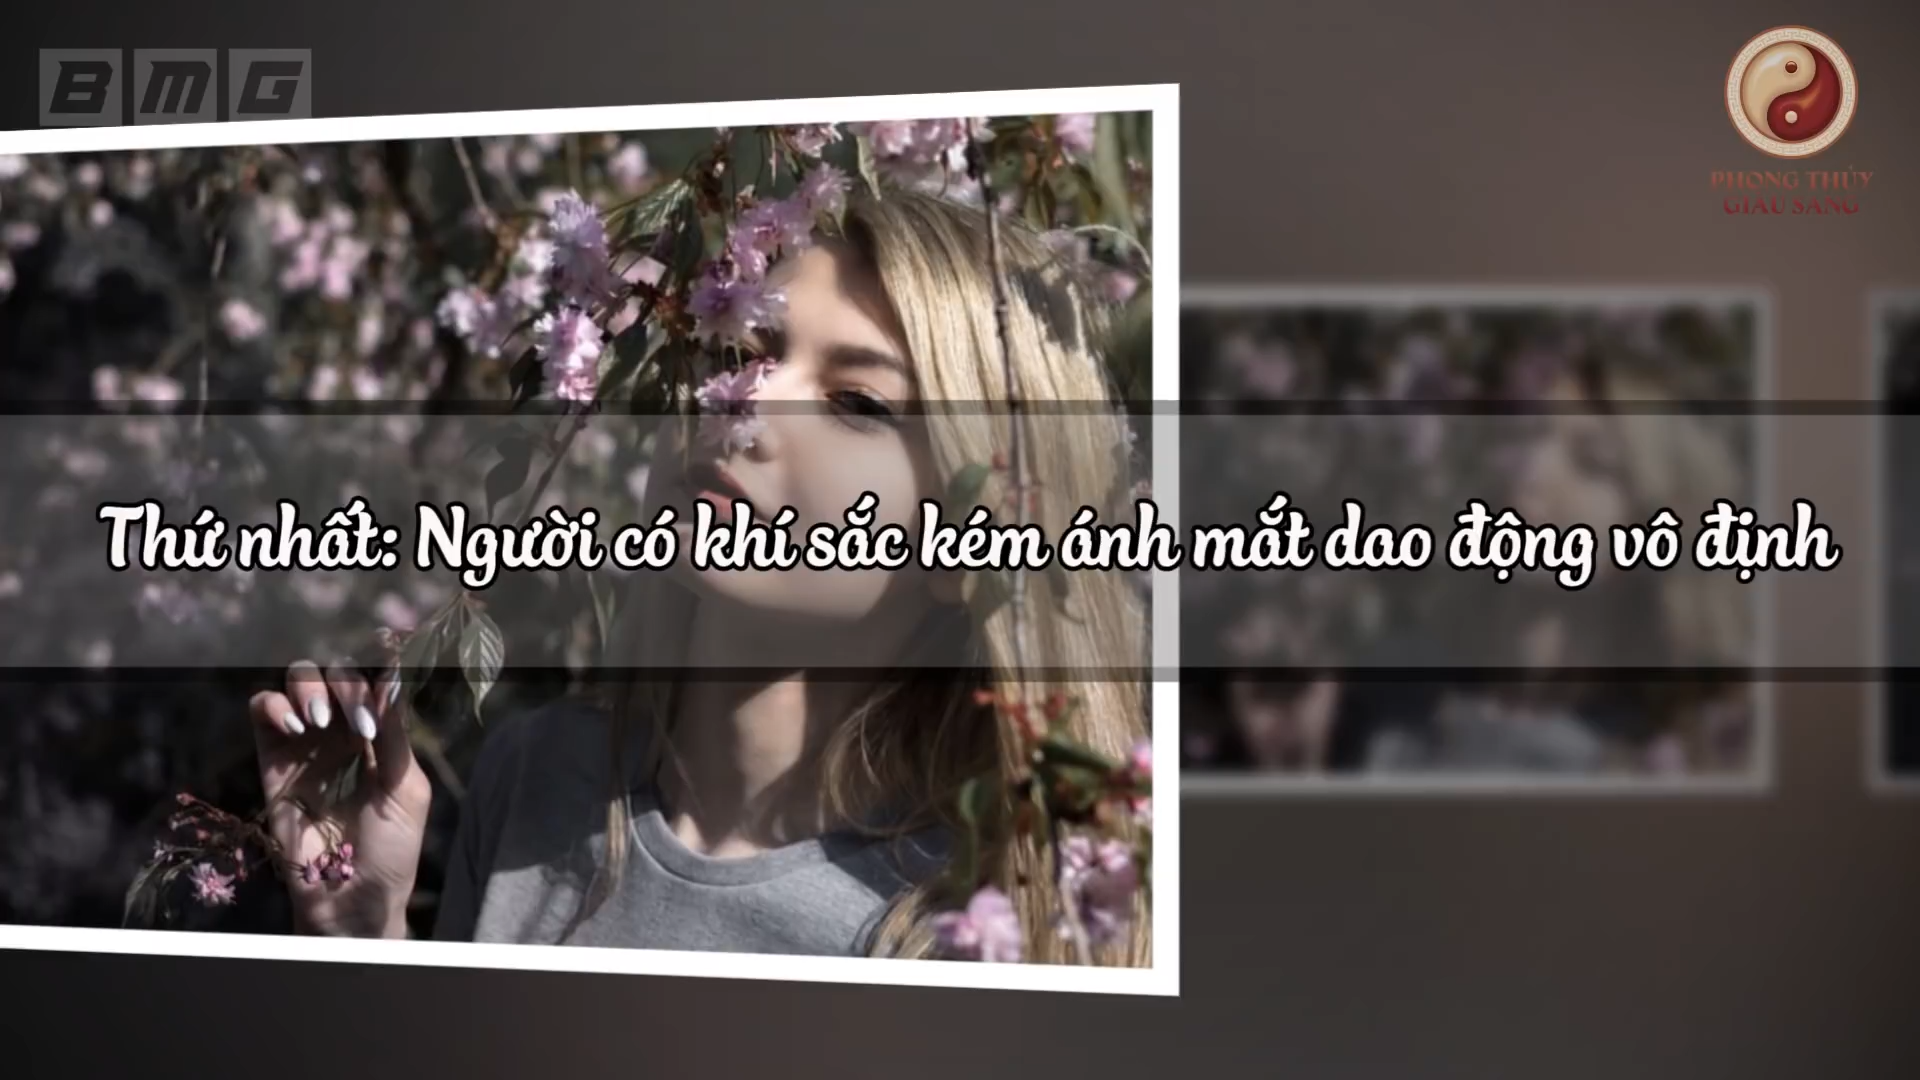 BMG
PHONG THỦY
GIÀU SANG
Thứ nhất: Người có khí sắc kém ánh mắt dao động vô định